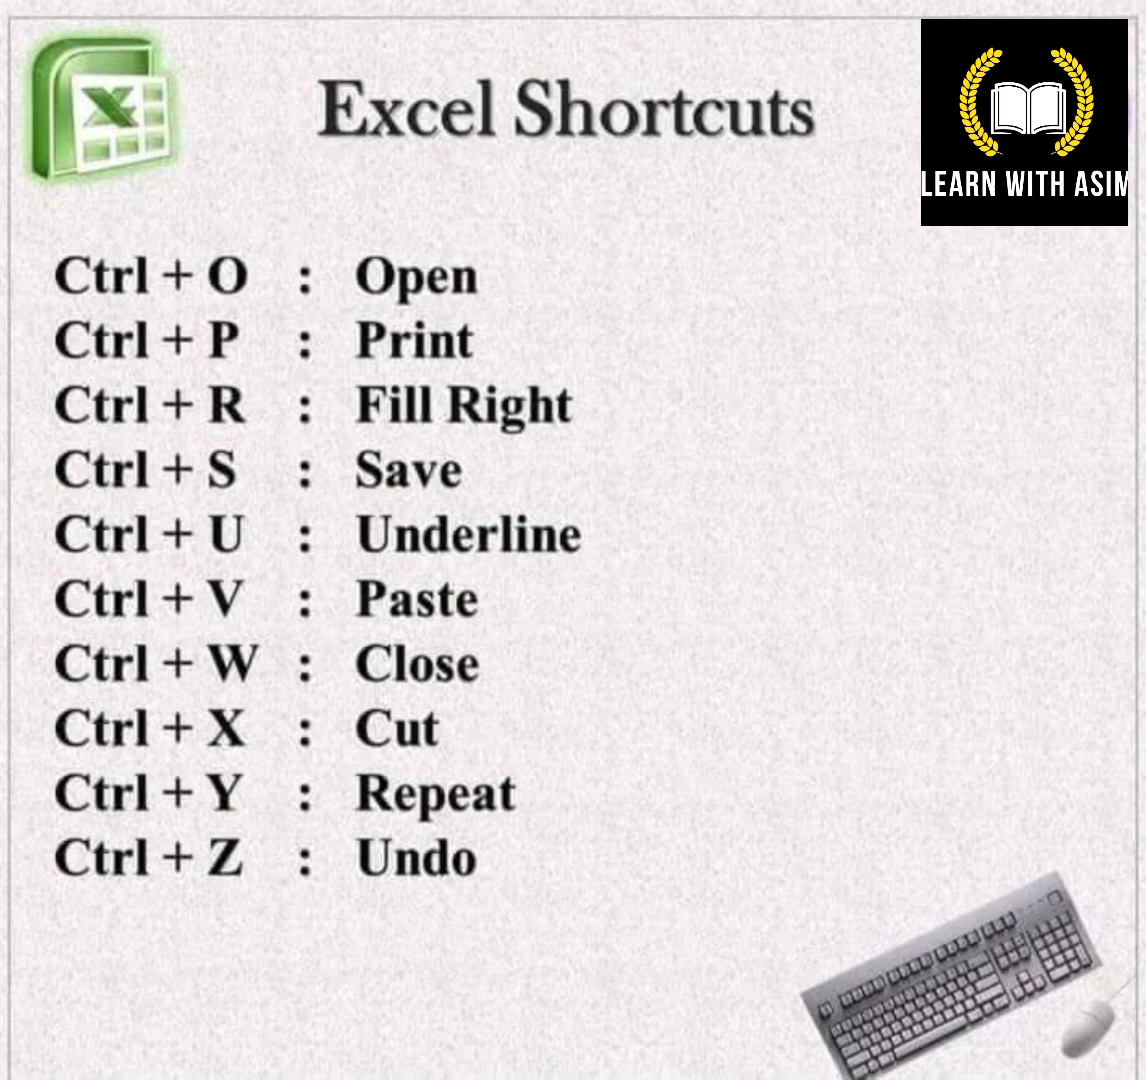 Excel Shortcuts
LEARN WITH ASIM
Ctrl + O : Open
Ctrl + P : Print
Ctrl + R : Fill Right
Ctrl + S : Save
Ctrl + U : Underline
Ctrl + V : Paste
Ctrl + W : Close
Ctrl + X : Cut
Ctrl + Y : Repeat
Ctrl + Z : Undo